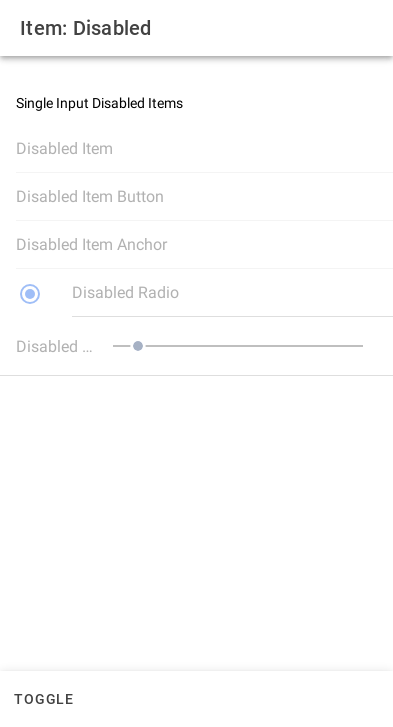 Item: Disabled
Single Input Disabled Items
Disabled Item
Disabled Item Button
Disabled Item Anchor
Disabled Radio
Disabled ...
TOGGLE